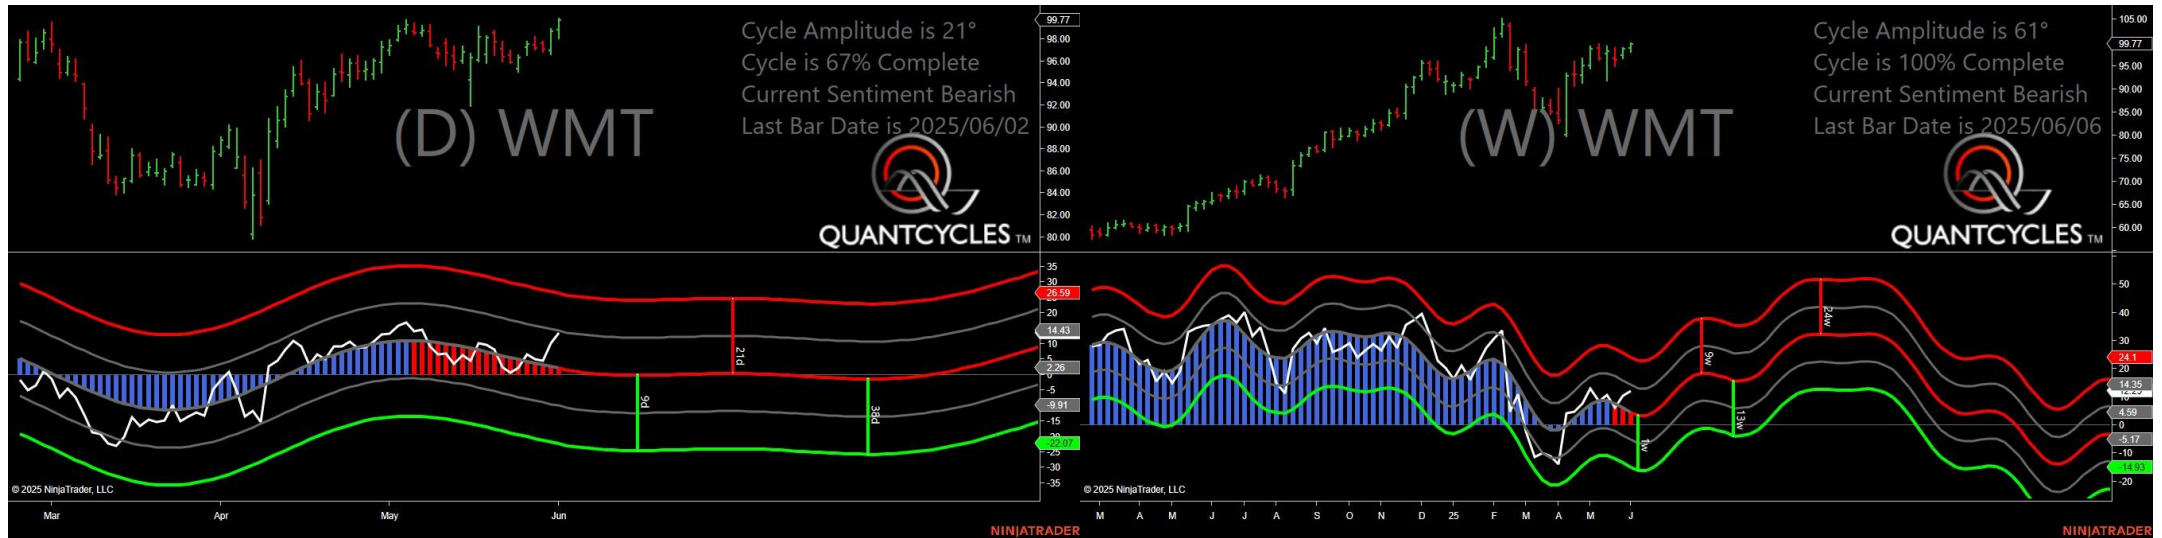 Cycle Amplitude is 21°
Cycle is 67% Complete
Current Sentiment Bearish
Last Bar Date is 2025/06/02
(D) WMT
QUANTCYCLES TM
99.77
98.00
96.00
94.00
92.00
90.00
88.00
86.00
84.00
82.00
80.00
35
26.59
20
14.43
10
5
2.26
-5
-9.91
-15
-22.07
-25
-35
21d
9d
38d
© 2025 NinjaTrader, LLC
Mar Apr May Jun
NINJATRADER
Cycle Amplitude is 61°
Cycle is 100% Complete
Current Sentiment Bearish
Last Bar Date is 2025/06/06
(W) WMT
QUANTCYCLES TM
105.00
99.77
95.00
90.00
85.00
80.00
75.00
70.00
65.00
60.00
50
40
30
24.1
20
14.35
10
4.59
0
-5.17
-10
-14.93
-20
9w
24w
13w
1w
© 2025 NinjaTrader, LLC
M A M J J A S O N D 25 F M A M J
NINJATRADER